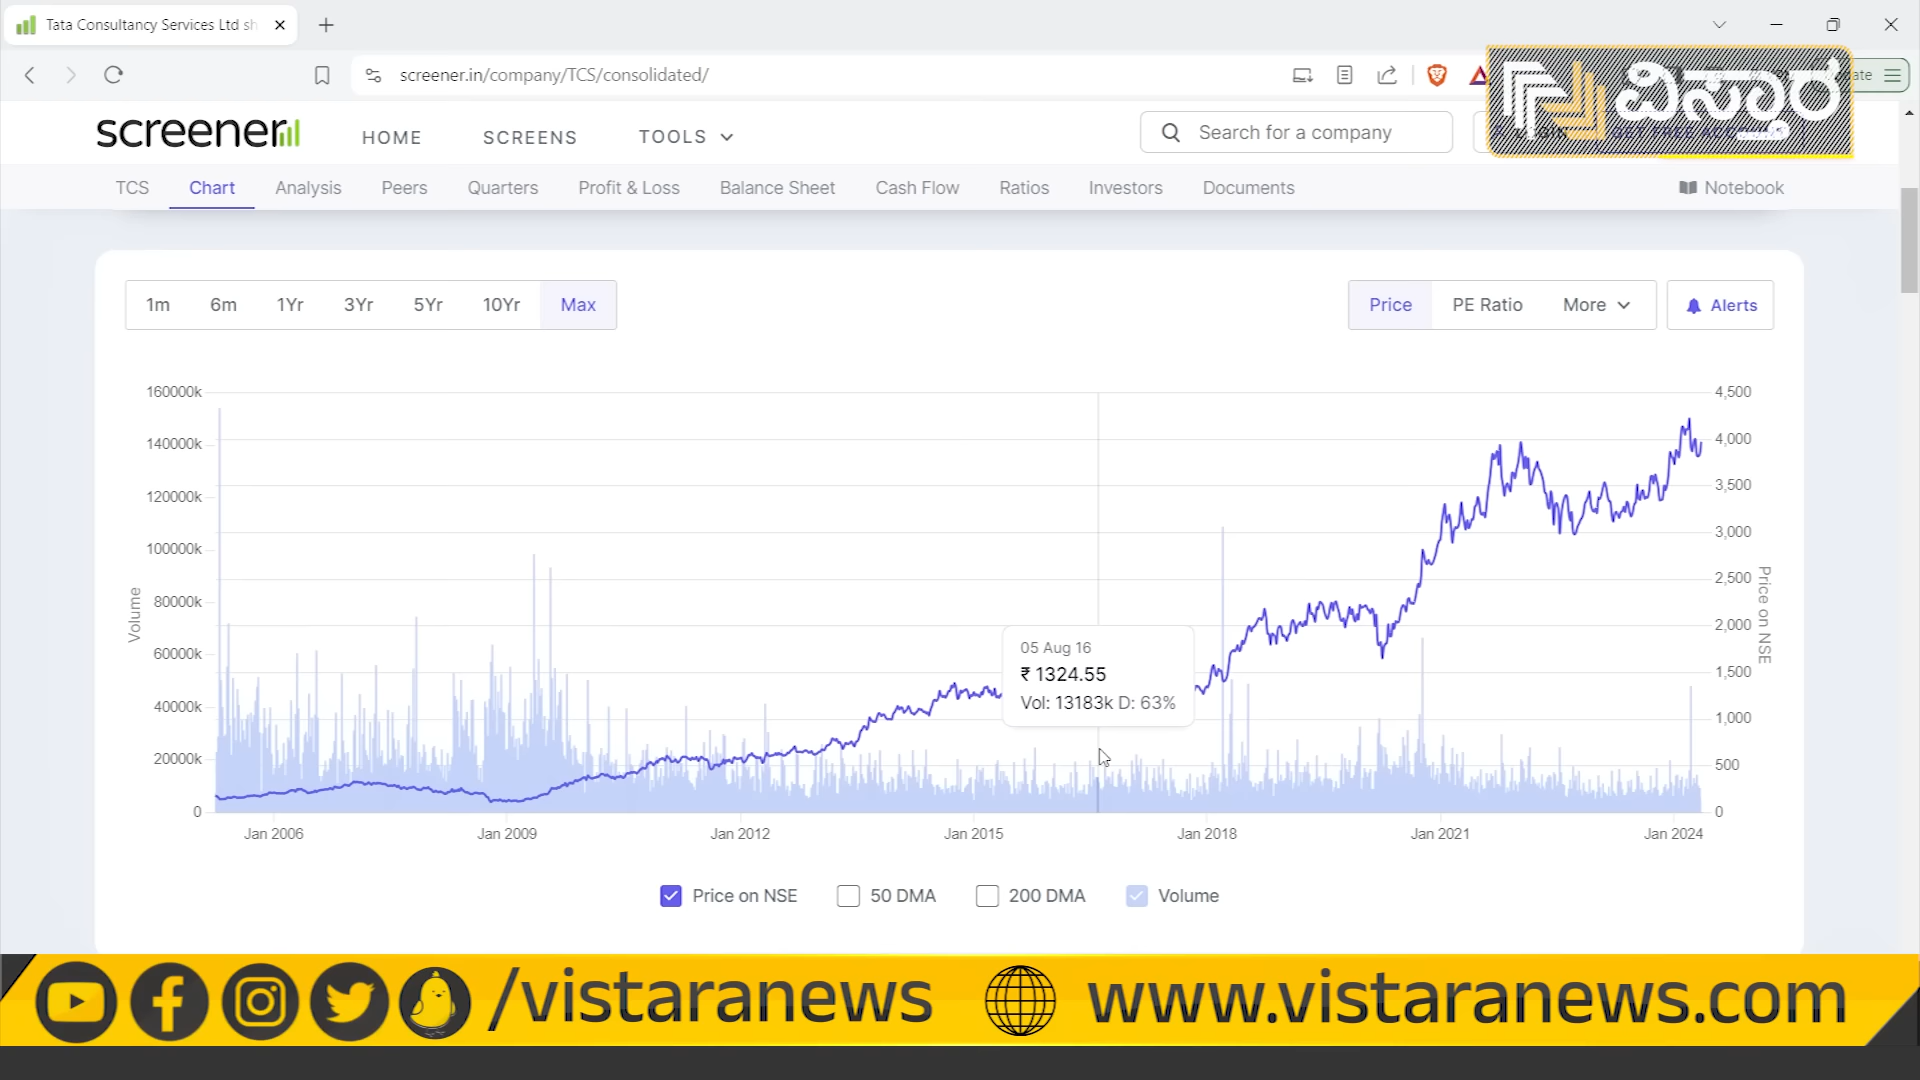 Tata Consultancy Services Ltd sh
screener.in/company/TCS/consolidated/
ವಿಸ್ತಾರ
screener
HOME SCREENS TOOLS
Search for a company
GET FREE ACCOUNT
TCS Chart Analysis Peers Quarters Profit & Loss Balance Sheet Cash Flow Ratios Investors Documents Notebook
1m 6m 1Yr 3Yr 5Yr 10Yr Max
Price PE Ratio More Alerts
160000k 4,500
140000k 4,000
120000k 3,500
100000k 3,000
80000k 2,500
60000k 2,000
40000k 1,500
20000k 1,000
0 500
0
Volume
Price on NSE
05 Aug 16
₹ 1324.55
Vol: 13183k D: 63%
Jan 2006 Jan 2009 Jan 2012 Jan 2015 Jan 2018 Jan 2021 Jan 2024
Price on NSE 50 DMA 200 DMA Volume
/vistaranews www.vistaranews.com